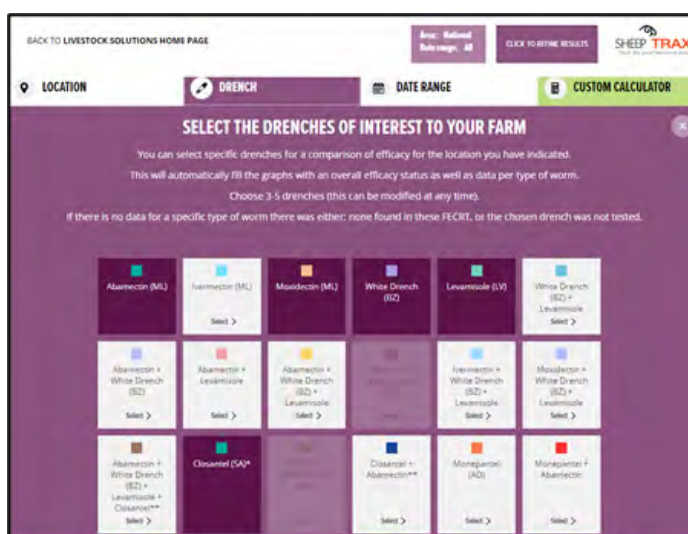 BACK TO LIVESTOCK SOLUTIONS HOME PAGE
Area: National
Date range: All
CLICK TO REFINE RESULTS
SHEEP TRAX
LOCATION
DRENCH
DATE RANGE
CUSTOM CALCULATOR
SELECT THE DRENCHES OF INTEREST TO YOUR FARM
x
You can select specific drenches for a comparison of efficacy for the location you have indicated.
This will automatically fill the graphs with an overall efficacy status as well as data per type of worm.
Choose 3-5 drenches (this can be modified at any time).
If there is no data for a specific type of worm there was either: none found in these FECRT, or the chosen drench was not tested.
Abamectin (ML)
Ivermectin (ML)
Select >
Moxidectin (ML)
White Drench
(BZ)
Levamisole (LV)
White Drench
(BZ) +
Levamisole
Select >
Abamectin +
White Drench
(BZ)
Select >
Abamectin +
Levamisole
Select >
Abamectin +
White Drench
(BZ) +
Levamisole
Select >
Ivermectin +
White Drench
(BZ) +
Levamisole
Select >
Moxidectin +
White Drench
(BZ) +
Levamisole
Select >
Abamectin +
White Drench
(BZ) +
Levamisole +
Closantel**
Select >
Closantel (SA)*
Closantel +
Abamectin**
Select >
Monepantel
(AD)
Select >
Monepantel +
Abamectin
Select >